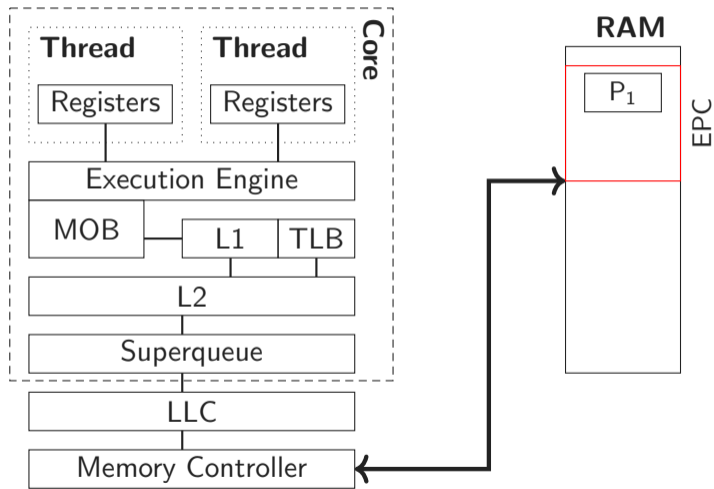 Thread
Thread
Core
Registers
Registers
Execution Engine
MOB
L1
TLB
L2
Superqueue
LLC
Memory Controller
RAM
P₁
EPC